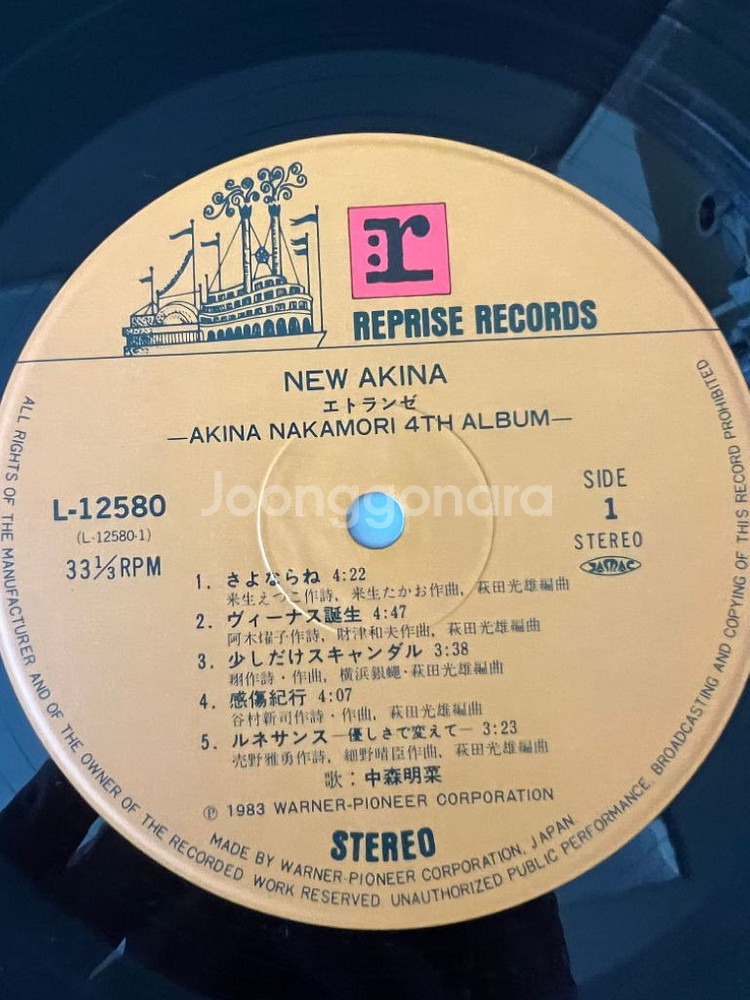 r
REPRISE RECORDS
NEW AKINA
エトランゼ
—AKINA NAKAMORI 4TH ALBUM—
L-12580
(L-12580-1)
33⅓RPM
SIDE
1
STEREO
Joonggonara
1. さよならね 4:22
来生えつこ作詩, 来生たかお作曲, 萩田光雄編曲
2. ヴィーナス誕生 4:47
阿木燿子作詩, 財津和夫作曲, 萩田光雄編曲
3. 少しだけスキャンダル 3:38
翔作詩・作曲, 横浜銀蝿・萩田光雄編曲
4. 感傷紀行 4:07
谷村新司作詩・作曲, 萩田光雄編曲
5. ルネサンス—優しさで変えて— 3:23
売野雅勇作詩, 細野晴臣作曲, 萩田光雄編曲
歌：中森明菜
Ⓟ 1983 WARNER-PIONEER CORPORATION
STEREO
MADE BY WARNER-PIONEER CORPORATION, JAPAN
ALL RIGHTS OF THE MANUFACTURER AND OF THE OWNER OF THE RECORDED WORK RESERVED UNAUTHORIZED PUBLIC PERFORMANCE, BROADCASTING AND COPYING OF THIS RECORD PROHIBITED